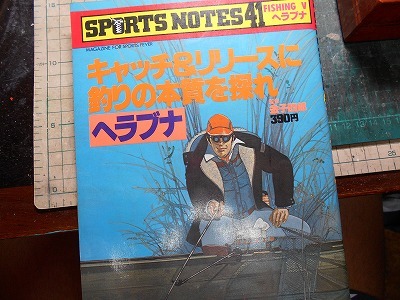 SPORTS NOTES 41
FISHING V
ヘラブナ
MAGAZINE FOR SPORTS FEVER
キャッチ&リリースに
釣りの本質を探れ
ヘラブナ
390円